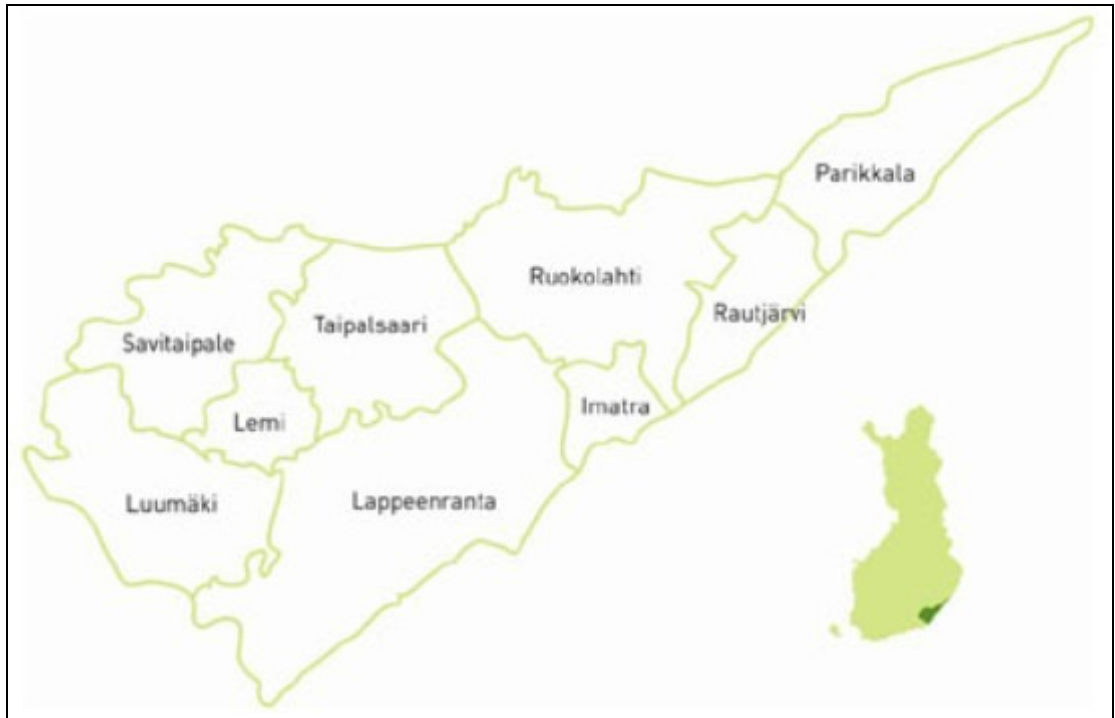 Parikkala
Ruokolahti
Rautjärvi
Taipalsaari
Savitaipale
Imatra
Lemi
Luumäki
Lappeenranta